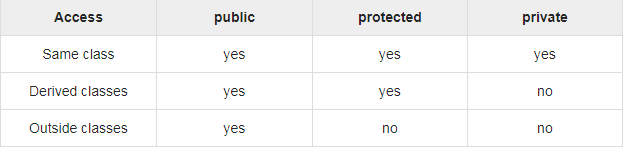 Access public protected private
Same class yes yes yes
Derived classes yes yes no
Outside classes yes no no